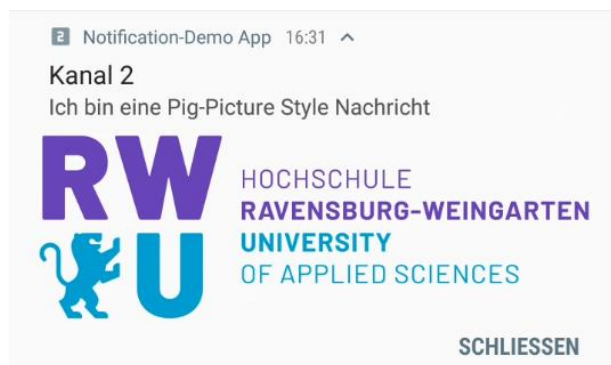 2 Notification-Demo App 16:31
Kanal 2
Ich bin eine Pig-Picture Style Nachricht
RW
U
HOCHSCHULE
RAVENSBURG-WEINGARTEN
UNIVERSITY
OF APPLIED SCIENCES
SCHLIESSEN